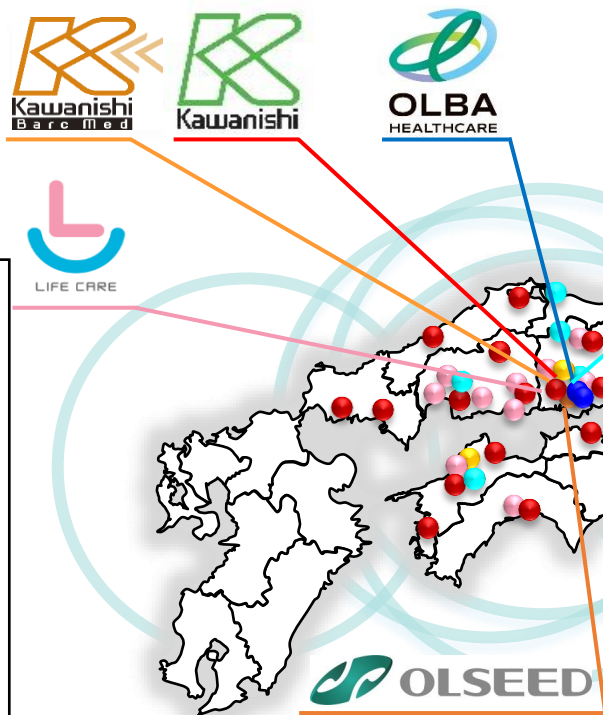 Kawanishi
Barc Med
Kawanishi
OLBA
HEALTHCARE
LIFE CARE
OLSEED